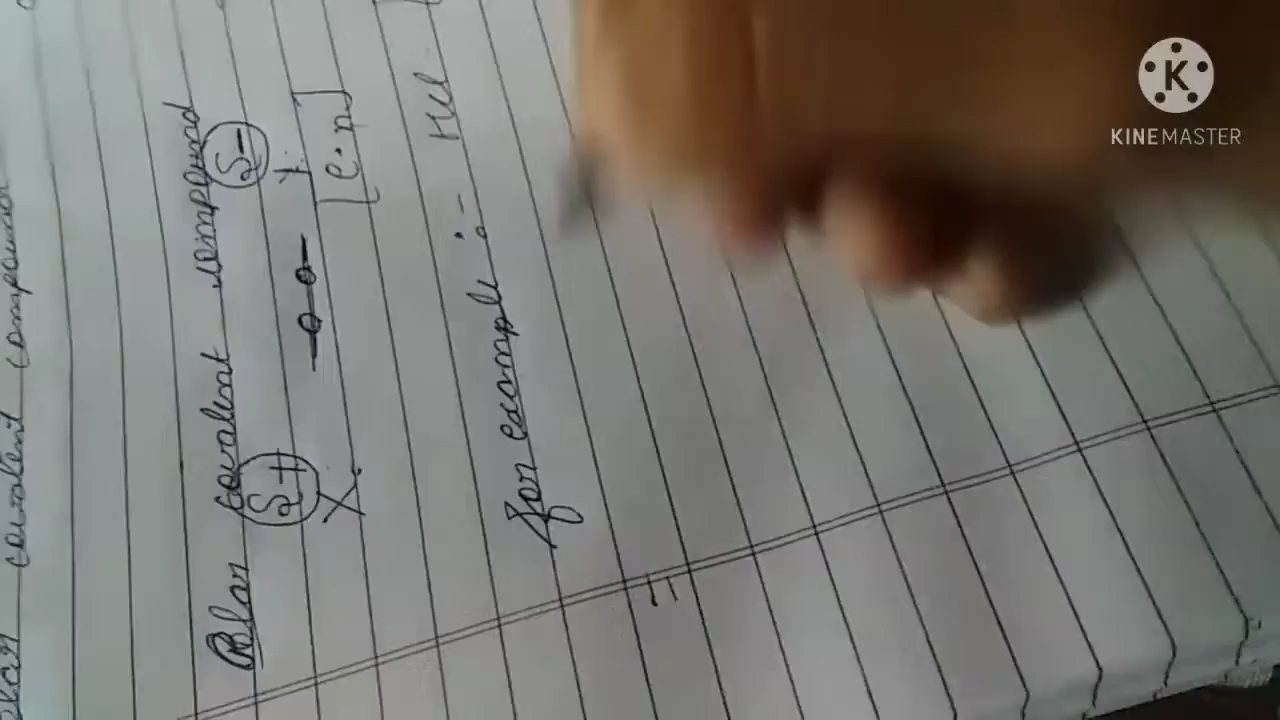 covalent compound
Polar covalent compound
δ+ δ-
X —o—o— Y
[e.n]
for example :- HCl
=
KINEMASTER